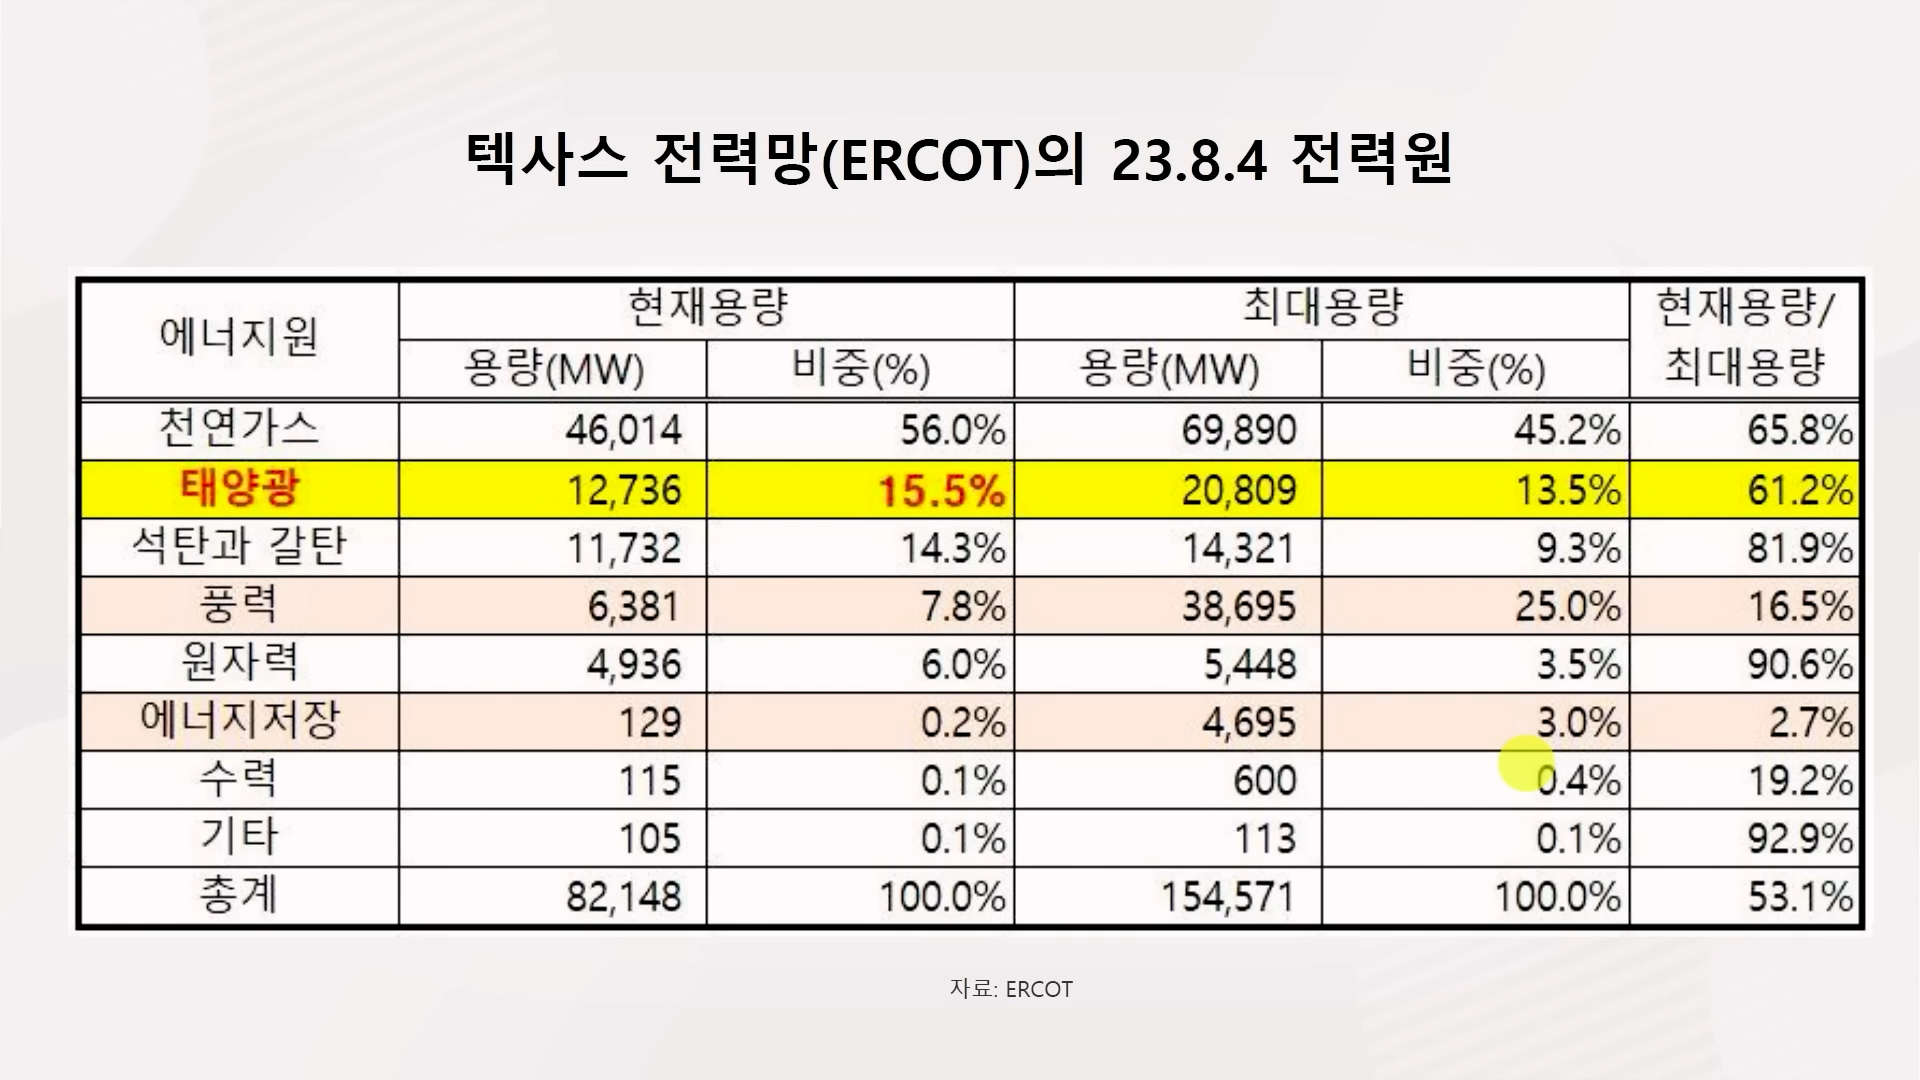 텍사스 전력망(ERCOT)의 23.8.4 전력원
에너지원 현재용량 최대용량 현재용량/최대용량
용량(MW) 비중(%) 용량(MW) 비중(%)
천연가스 46,014 56.0% 69,890 45.2% 65.8%
태양광 12,736 15.5% 20,809 13.5% 61.2%
석탄과 갈탄 11,732 14.3% 14,321 9.3% 81.9%
풍력 6,381 7.8% 38,695 25.0% 16.5%
원자력 4,936 6.0% 5,448 3.5% 90.6%
에너지저장 129 0.2% 4,695 3.0% 2.7%
수력 115 0.1% 600 0.4% 19.2%
기타 105 0.1% 113 0.1% 92.9%
총계 82,148 100.0% 154,571 100.0% 53.1%
자료: ERCOT